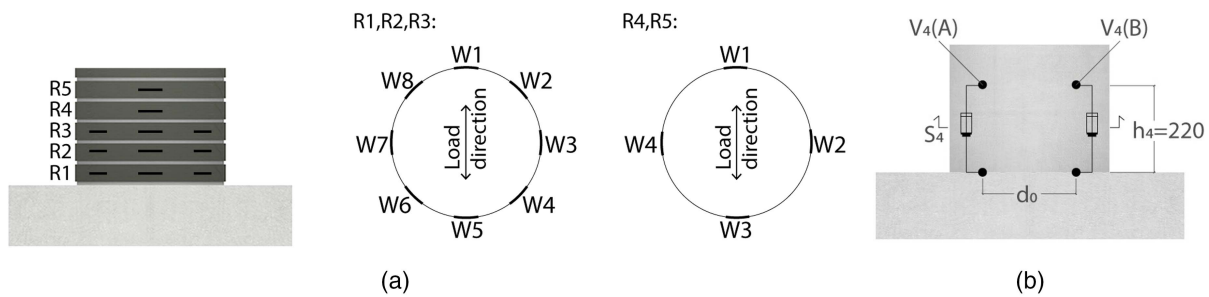 R5
R4
R3
R2
R1
R1,R2,R3:
W1
W2
W3
W4
W5
W6
W7
W8
Load direction
R4,R5:
W1
W2
W3
W4
Load direction
(a)
V₄(A)
V₄(B)
S₄
h₄=220
d₀
(b)